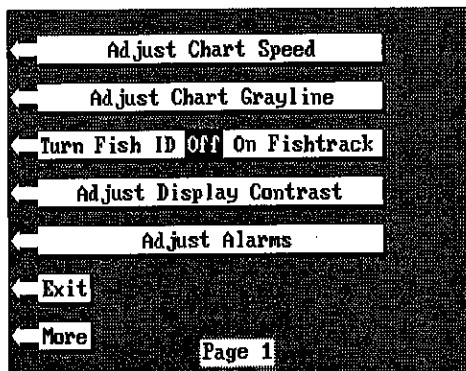 Adjust Chart Speed
Adjust Chart Grayline
Turn Fish ID Off On Fishtrack
Adjust Display Contrast
Adjust Alarms
Exit
More
Page 1